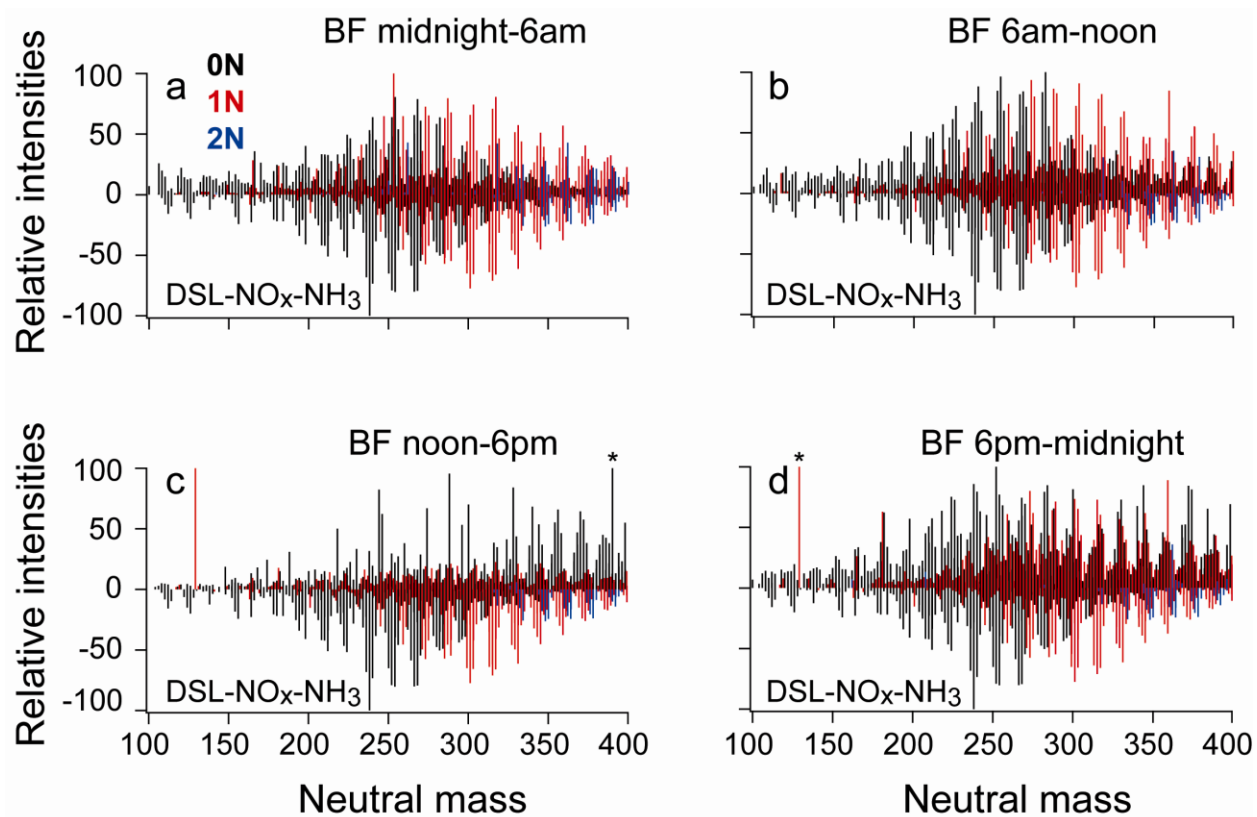 BF midnight-6am
BF 6am-noon
Relative intensities
100
50
0
-50
-100
a
0N
1N
2N
DSL-NOx-NH3
b
DSL-NOx-NH3
BF noon-6pm
BF 6pm-midnight
Relative intensities
100
50
0
-50
-100
c
*
DSL-NOx-NH3
*
d
DSL-NOx-NH3
100 150 200 250 300 350 400
100 150 200 250 300 350 400
Neutral mass
Neutral mass